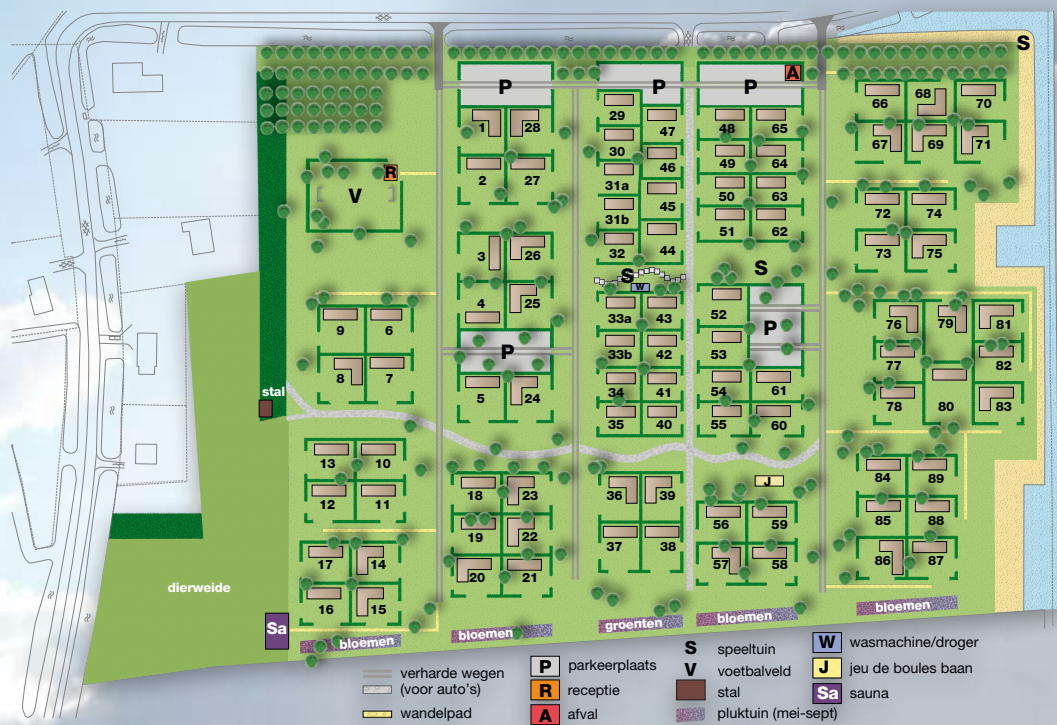 S
P
P
P
A
1
28
2
27
3
26
4
25
P
5
24
29
47
30
46
31a
45
31b
44
32
S
W
33a
43
33b
42
34
41
35
40
48
65
49
64
50
63
51
62
S
52
P
53
54
61
55
60
66
68
70
67
69
71
72
74
73
75
76
79
81
77
82
78
80
83
R
V
9
6
8
7
stal
13
10
12
11
17
14
16
15
18
23
19
22
20
21
36
39
37
38
J
56
59
57
58
84
89
85
88
86
87
dierweide
Sa
bloemen
bloemen
groenten
bloemen
bloemen
verharde wegen
(voor auto's)
wandelpad
P parkeerplaats
R receptie
A afval
S speeltuin
V voetbalveld
stal
pluktuin (mei-sept)
W wasmachine/droger
J jeu de boules baan
Sa sauna